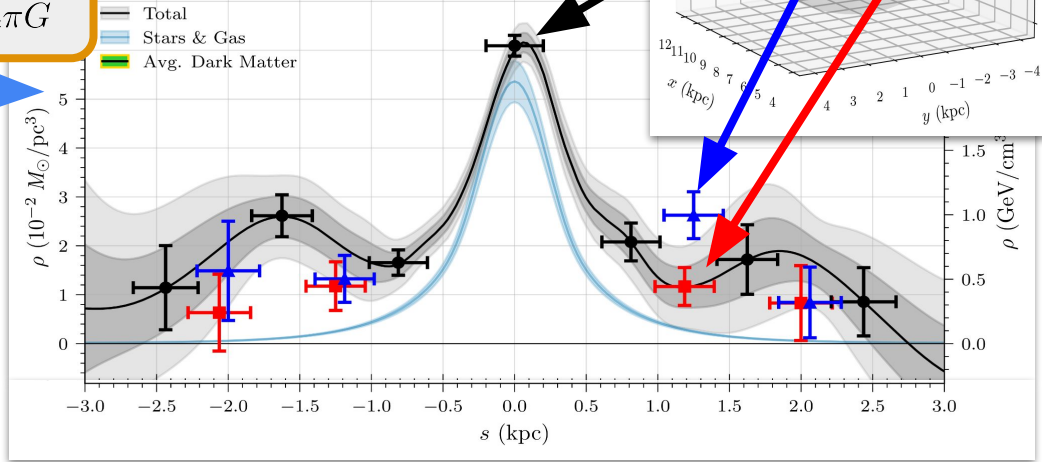 πG
Total
Stars & Gas
Avg. Dark Matter
ρ (10⁻² M☉/pc³)
5
4
3
2
1
0
−3.0 −2.5 −2.0 −1.5 −1.0 −0.5 0.0 0.5 1.0 1.5 2.0 2.5 3.0
s (kpc)
1.5
1.0
0.5
0.0
ρ (GeV/cm³
12 11 10 9 8 7 6 5 4
x (kpc)
4 3 2 1 0 −1 −2 −3 −4
y (kpc)